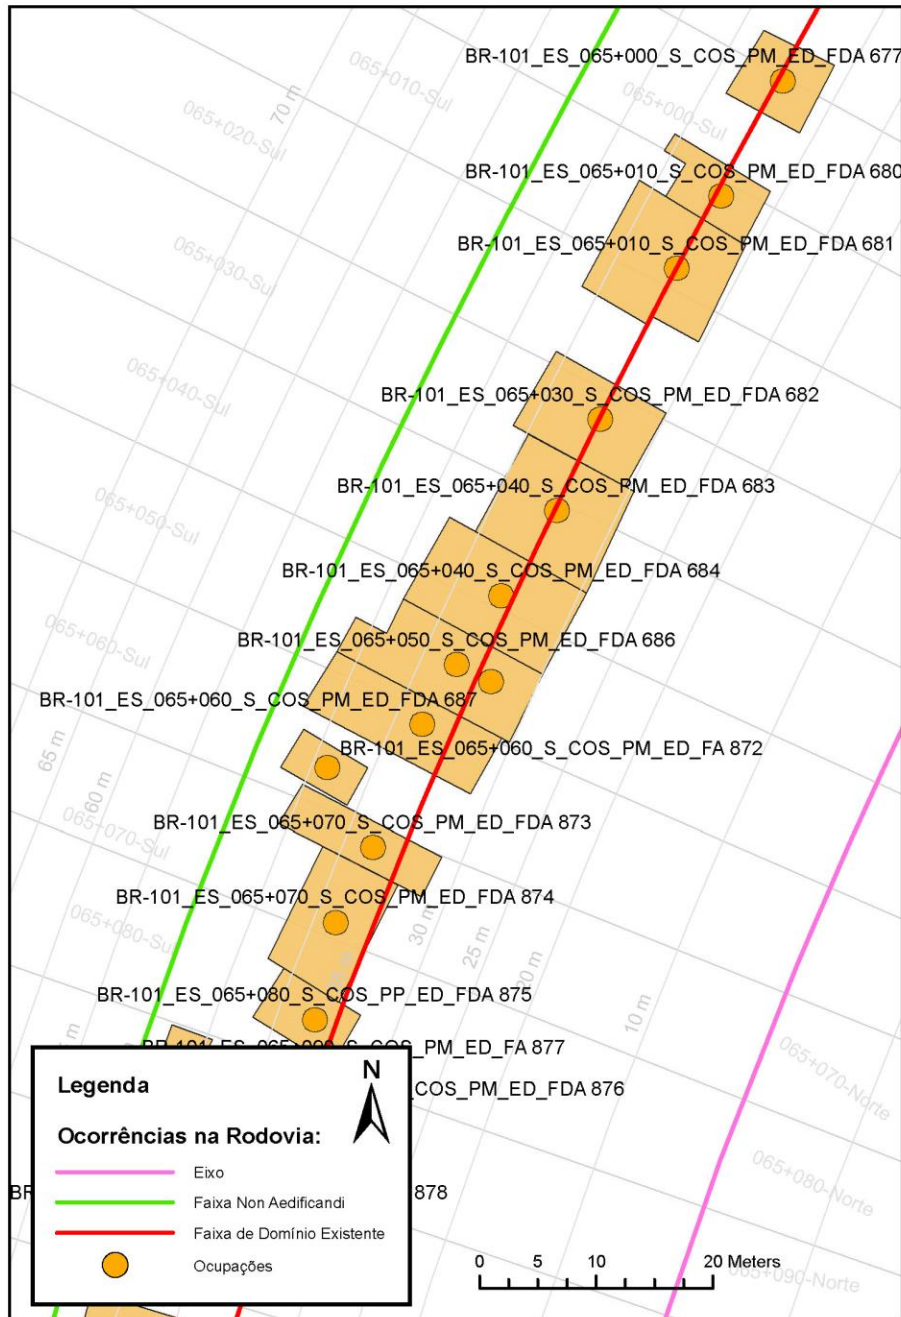 BR-101_ES_065+000_S_COS_PM_ED_FDA 677
065+010-Sul
70 m
065+000-Sul
065+020-Sul
BR-101_ES_065+010_S_COS_PM_ED_FDA 680
BR-101_ES_065+010_S_COS_PM_ED_FDA 681
065+030-Sul
065+040-Sul
BR-101_ES_065+030_S_COS_PM_ED_FDA 682
BR-101_ES_065+040_S_COS_PM_ED_FDA 683
065+050-Sul
BR-101_ES_065+040_S_COS_PM_ED_FDA 684
065+060-Sul
BR-101_ES_065+050_S_COS_PM_ED_FDA 686
BR-101_ES_065+060_S_COS_PM_ED_FDA 687
BR-101_ES_065+060_S_COS_PM_ED_FA 872
65 m
60 m
065+070-Sul
BR-101_ES_065+070_S_COS_PM_ED_FDA 873
BR-101_ES_065+070_S_COS_PM_ED_FDA 874
065+080-Su
30 m
25 m
20 m
BR-101_ES_065+080_S_COS_PP_ED_FDA 875
10 m
COS_PM_ED_FA 877
065+070-Norte
COS_PM_ED_FDA 876
065+080-Norte
BR
878
065+090-Norte
Legenda
N
Ocorrências na Rodovia:
Eixo
Faixa Non Aedificandi
Faixa de Domínio Existente
Ocupações
0 5 10 20 Meters